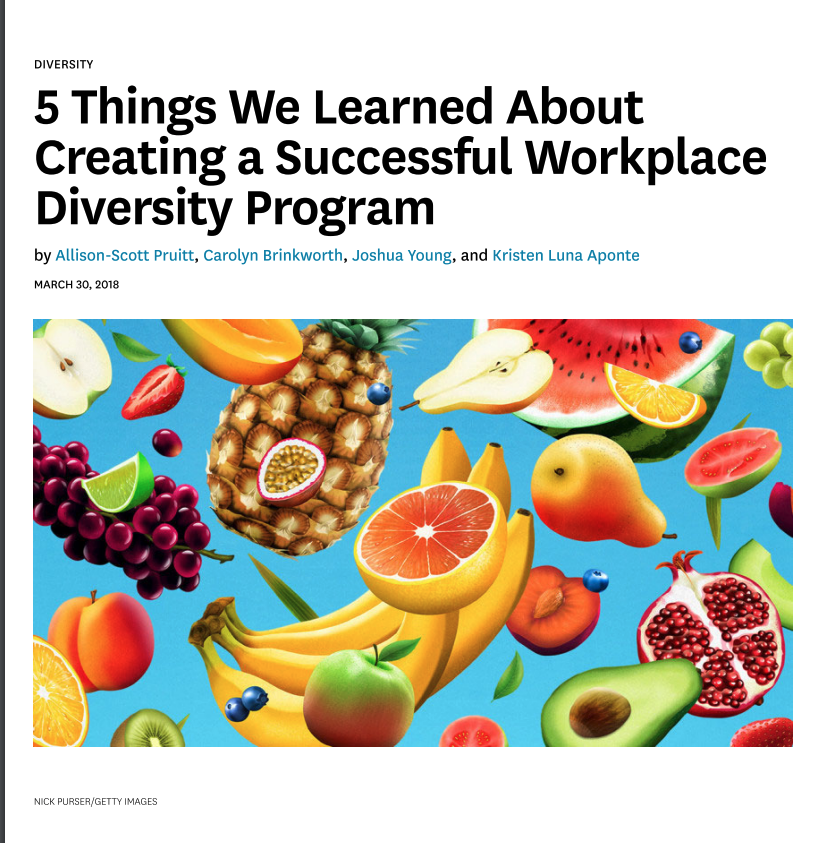 DIVERSITY
5 Things We Learned About
Creating a Successful Workplace
Diversity Program
by Allison-Scott Pruitt, Carolyn Brinkworth, Joshua Young, and Kristen Luna Aponte
MARCH 30, 2018
NICK PURSER/GETTY IMAGES